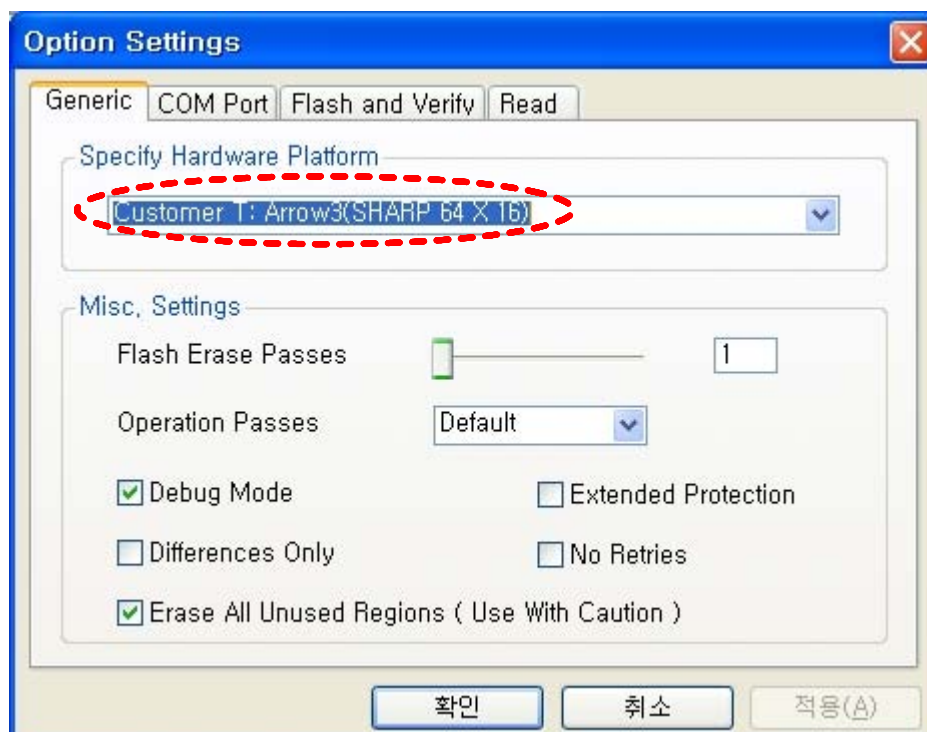 Option Settings
Generic COM Port Flash and Verify Read
Specify Hardware Platform
Customer T: Arrow3(SHARP 64 X 16)
Misc, Settings
Flash Erase Passes 1
Operation Passes Default
Debug Mode Extended Protection
Differences Only No Retries
Erase All Unused Regions ( Use With Caution )
확인 취소 적용(A)